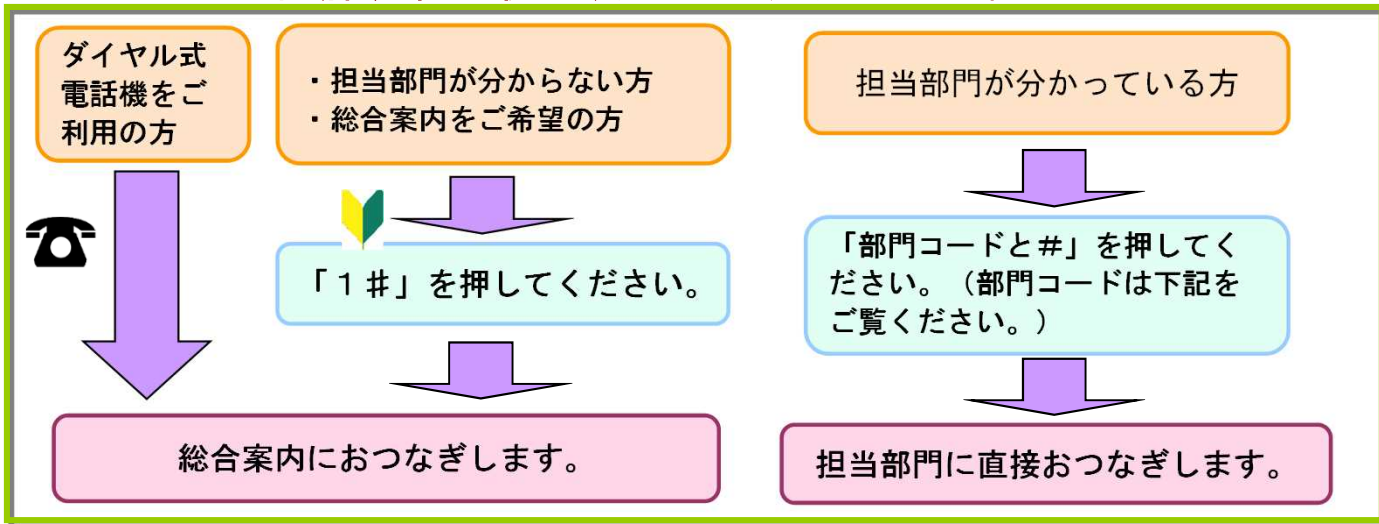 ダイヤル式
電話機をご
利用の方
・担当部門が分からない方
・総合案内をご希望の方
担当部門が分かっている方
「1＃」を押してください。
「部門コードと＃」を押してく
ださい。（部門コードは下記を
ご覧ください。）
総合案内におつなぎします。
担当部門に直接おつなぎします。